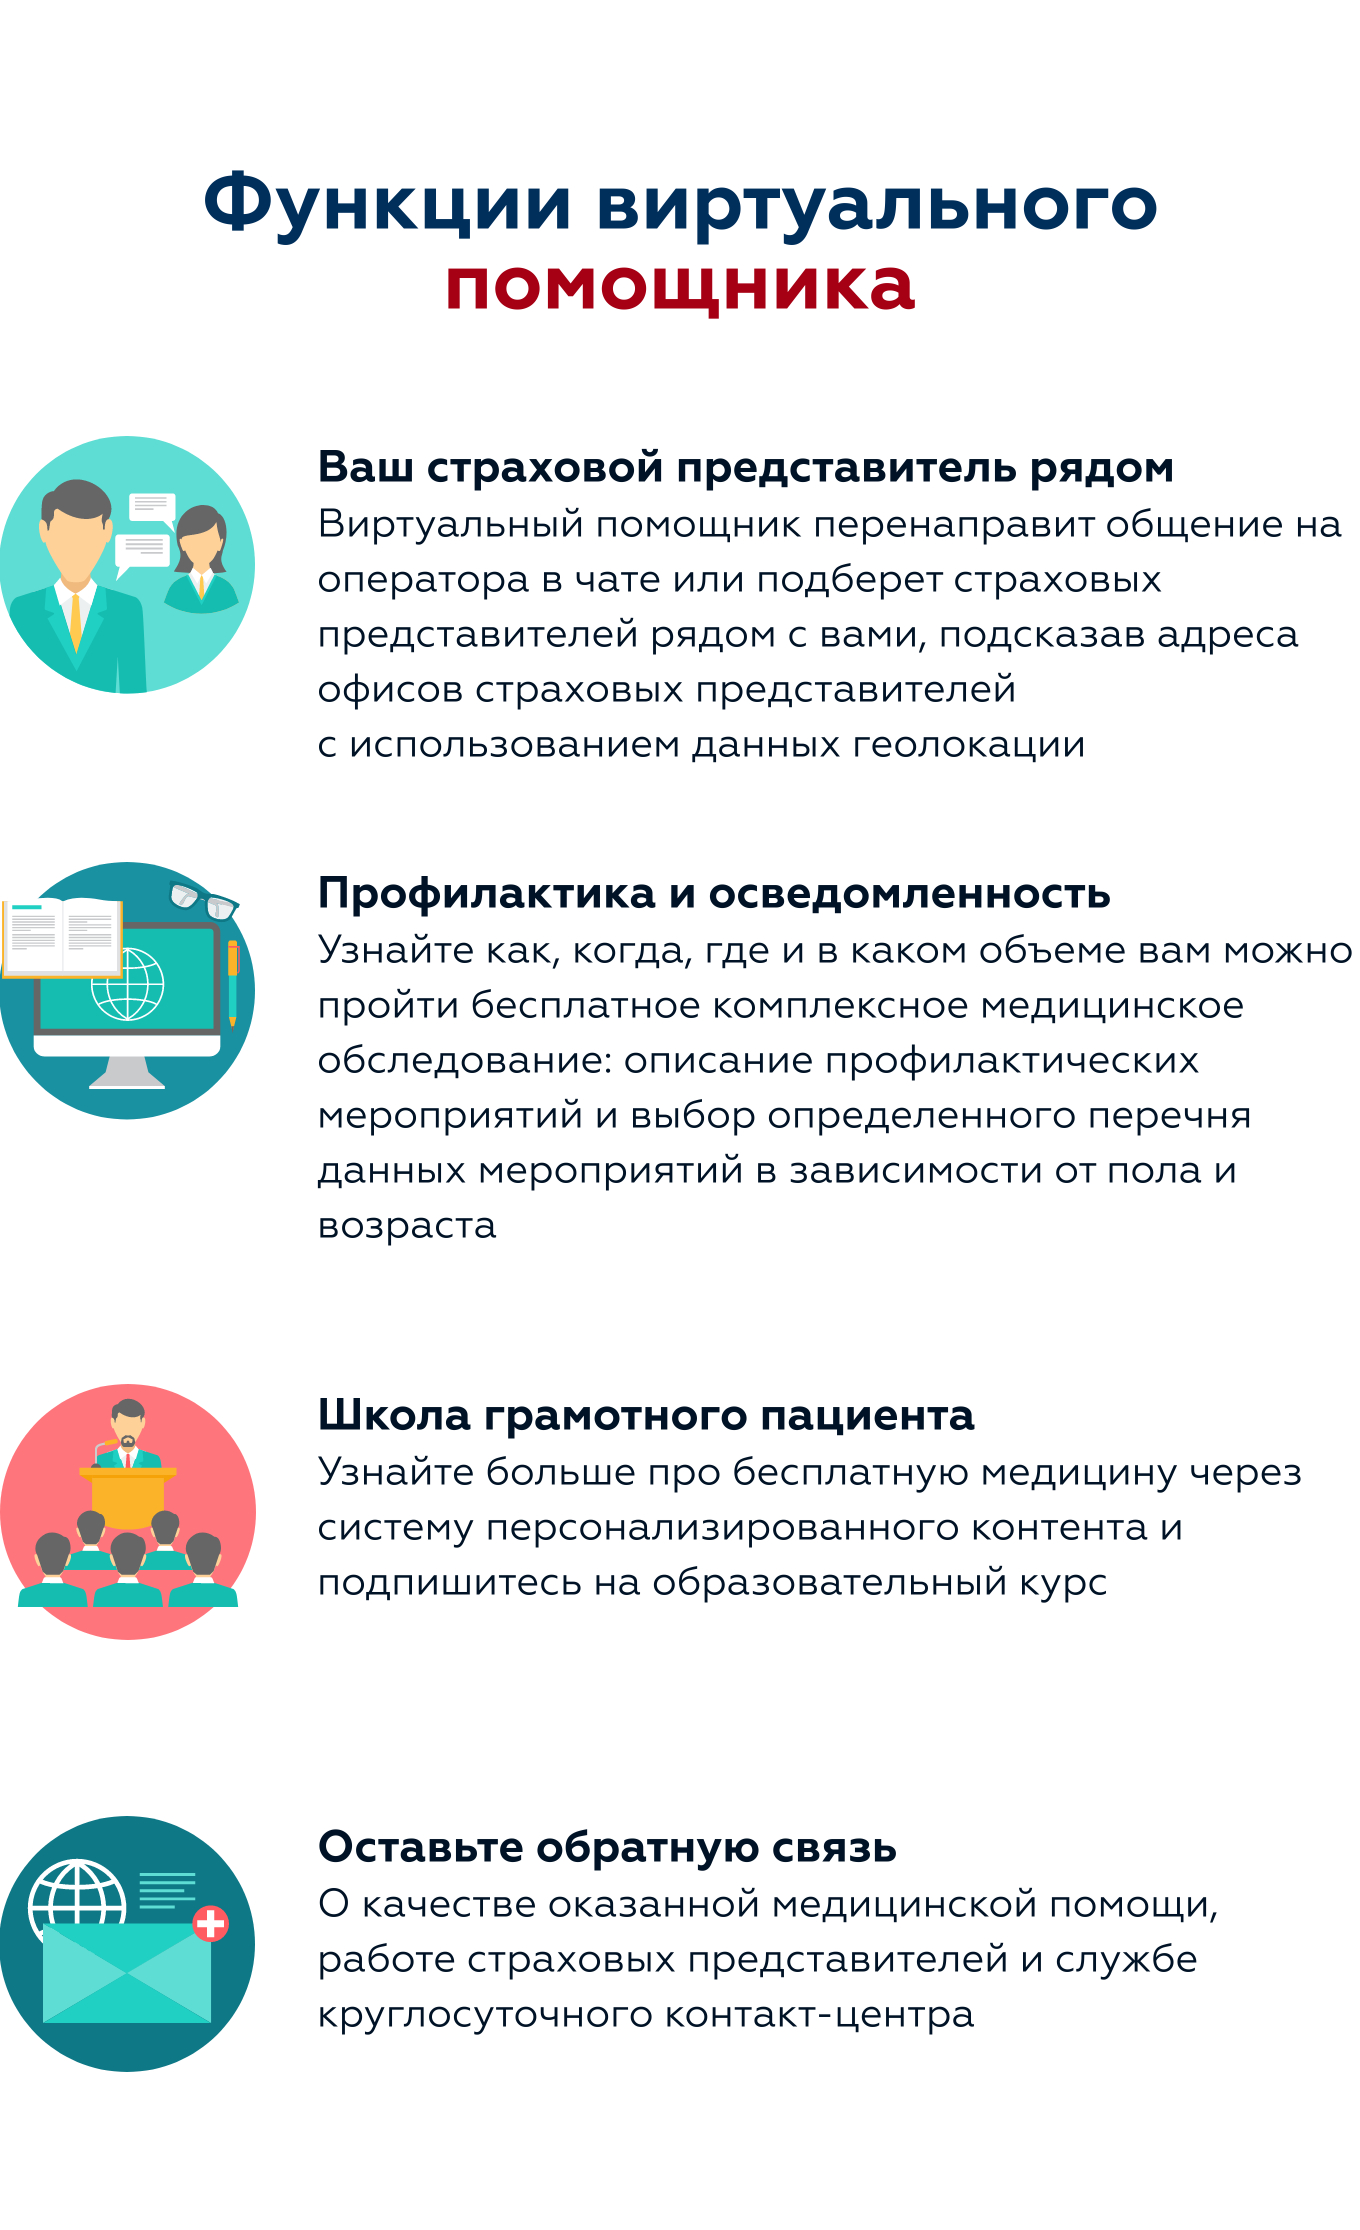 Функции виртуального
помощника
Ваш страховой представитель рядом
Виртуальный помощник перенаправит общение на
оператора в чате или подберет страховых
представителей рядом с вами, подсказав адреса
офисов страховых представителей
с использованием данных геолокации
Профилактика и осведомленность
Узнайте как, когда, где и в каком объеме вам можно
пройти бесплатное комплексное медицинское
обследование: описание профилактических
мероприятий и выбор определенного перечня
данных мероприятий в зависимости от пола и
возраста
Школа грамотного пациента
Узнайте больше про бесплатную медицину через
систему персонализированного контента и
подпишитесь на образовательный курс
Оставьте обратную связь
О качестве оказанной медицинской помощи,
работе страховых представителей и службе
круглосуточного контакт-центра